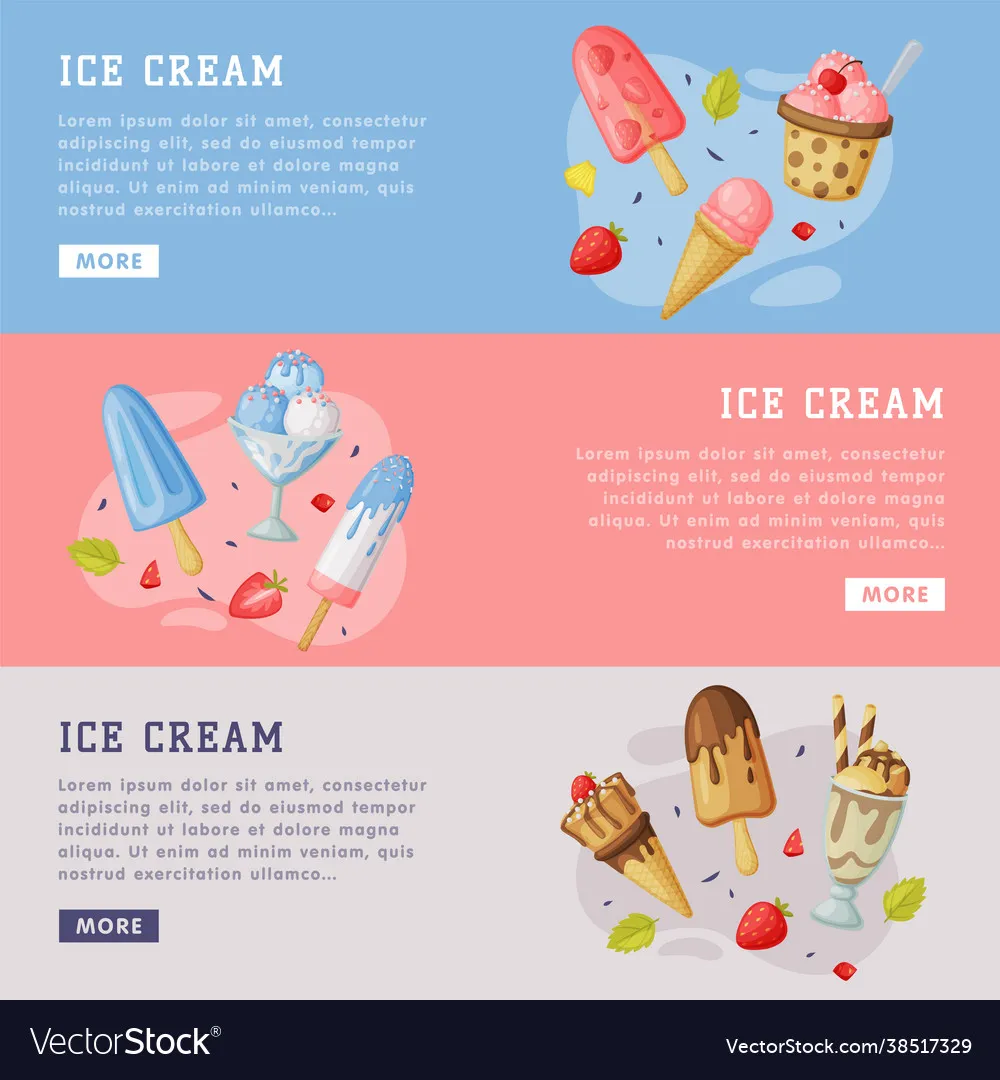 ICE CREAM
Lorem ipsum dolor sit amet, consectetur
adipiscing elit, sed do eiusmod tempor
incididunt ut labore et dolore magna
aliqua. Ut enim ad minim veniam, quis
nostrud exercitation ullamco...
MORE
ICE CREAM
Lorem ipsum dolor sit amet, consectetur
adipiscing elit, sed do eiusmod tempor
incididunt ut labore et dolore magna
aliqua. Ut enim ad minim veniam, quis
nostrud exercitation ullamco...
MORE
ICE CREAM
Lorem ipsum dolor sit amet, consectetur
adipiscing elit, sed do eiusmod tempor
incididunt ut labore et dolore magna
aliqua. Ut enim ad minim veniam, quis
nostrud exercitation ullamco...
MORE
VectorStock®
VectorStock.com/38517329